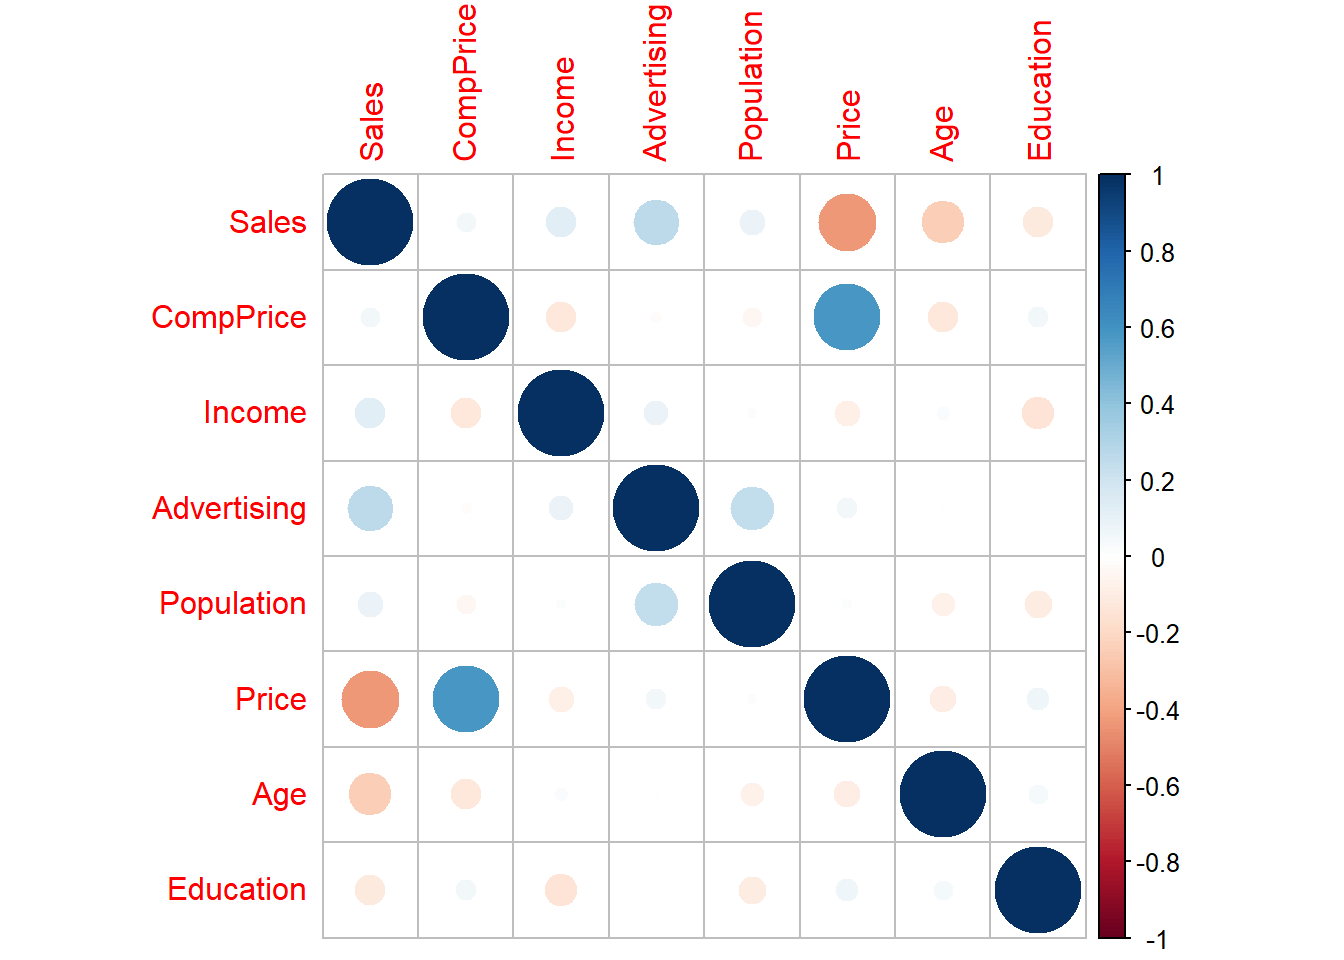 Sales
CompPrice
Income
Advertising
Population
Price
Age
Education
Sales
CompPrice
Income
Advertising
Population
Price
Age
Education
1
0.8
0.6
0.4
0.2
0
-0.2
-0.4
-0.6
-0.8
-1